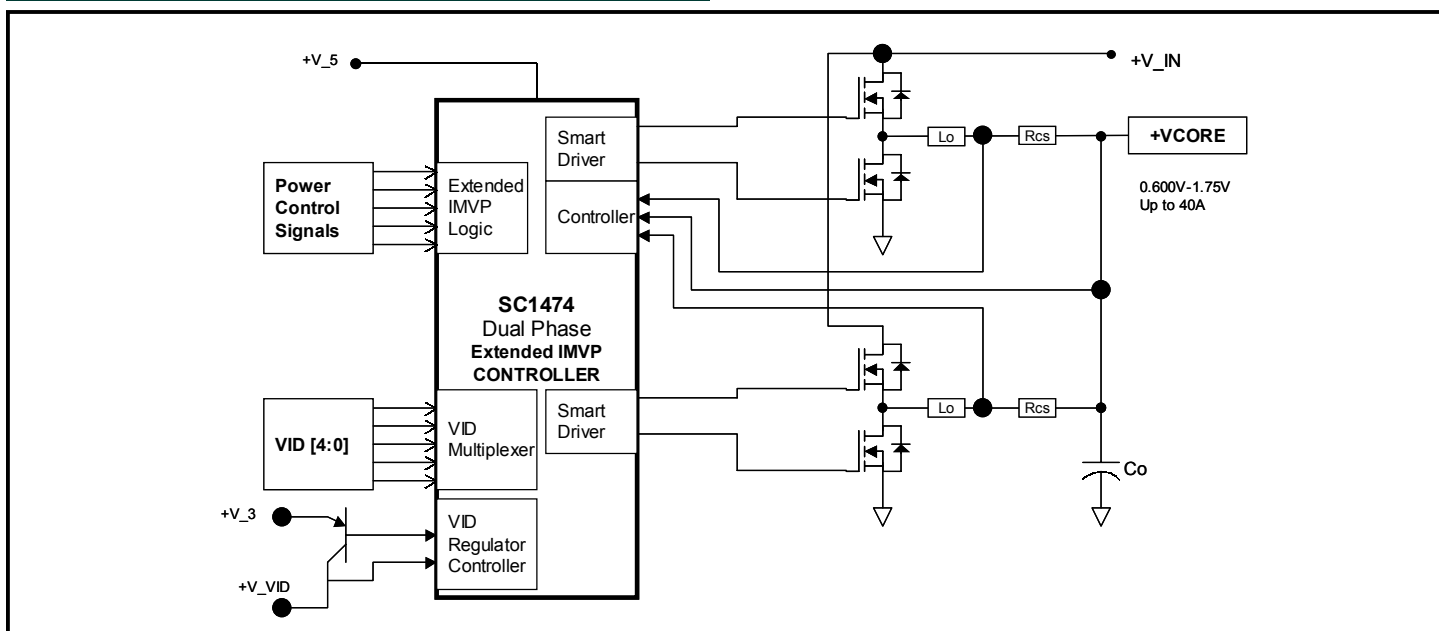 +V_5
+V_IN
Smart
Driver
Lo
Rcs
+VCORE
Power
Control
Signals
Extended
IMVP
Logic
Controller
0.600V-1.75V
Up to 40A
SC1474
Dual Phase
Extended IMVP
CONTROLLER
VID [4:0]
VID
Multiplexer
Smart
Driver
Lo
Rcs
Co
+V_3
VID
Regulator
Controller
+V_VID